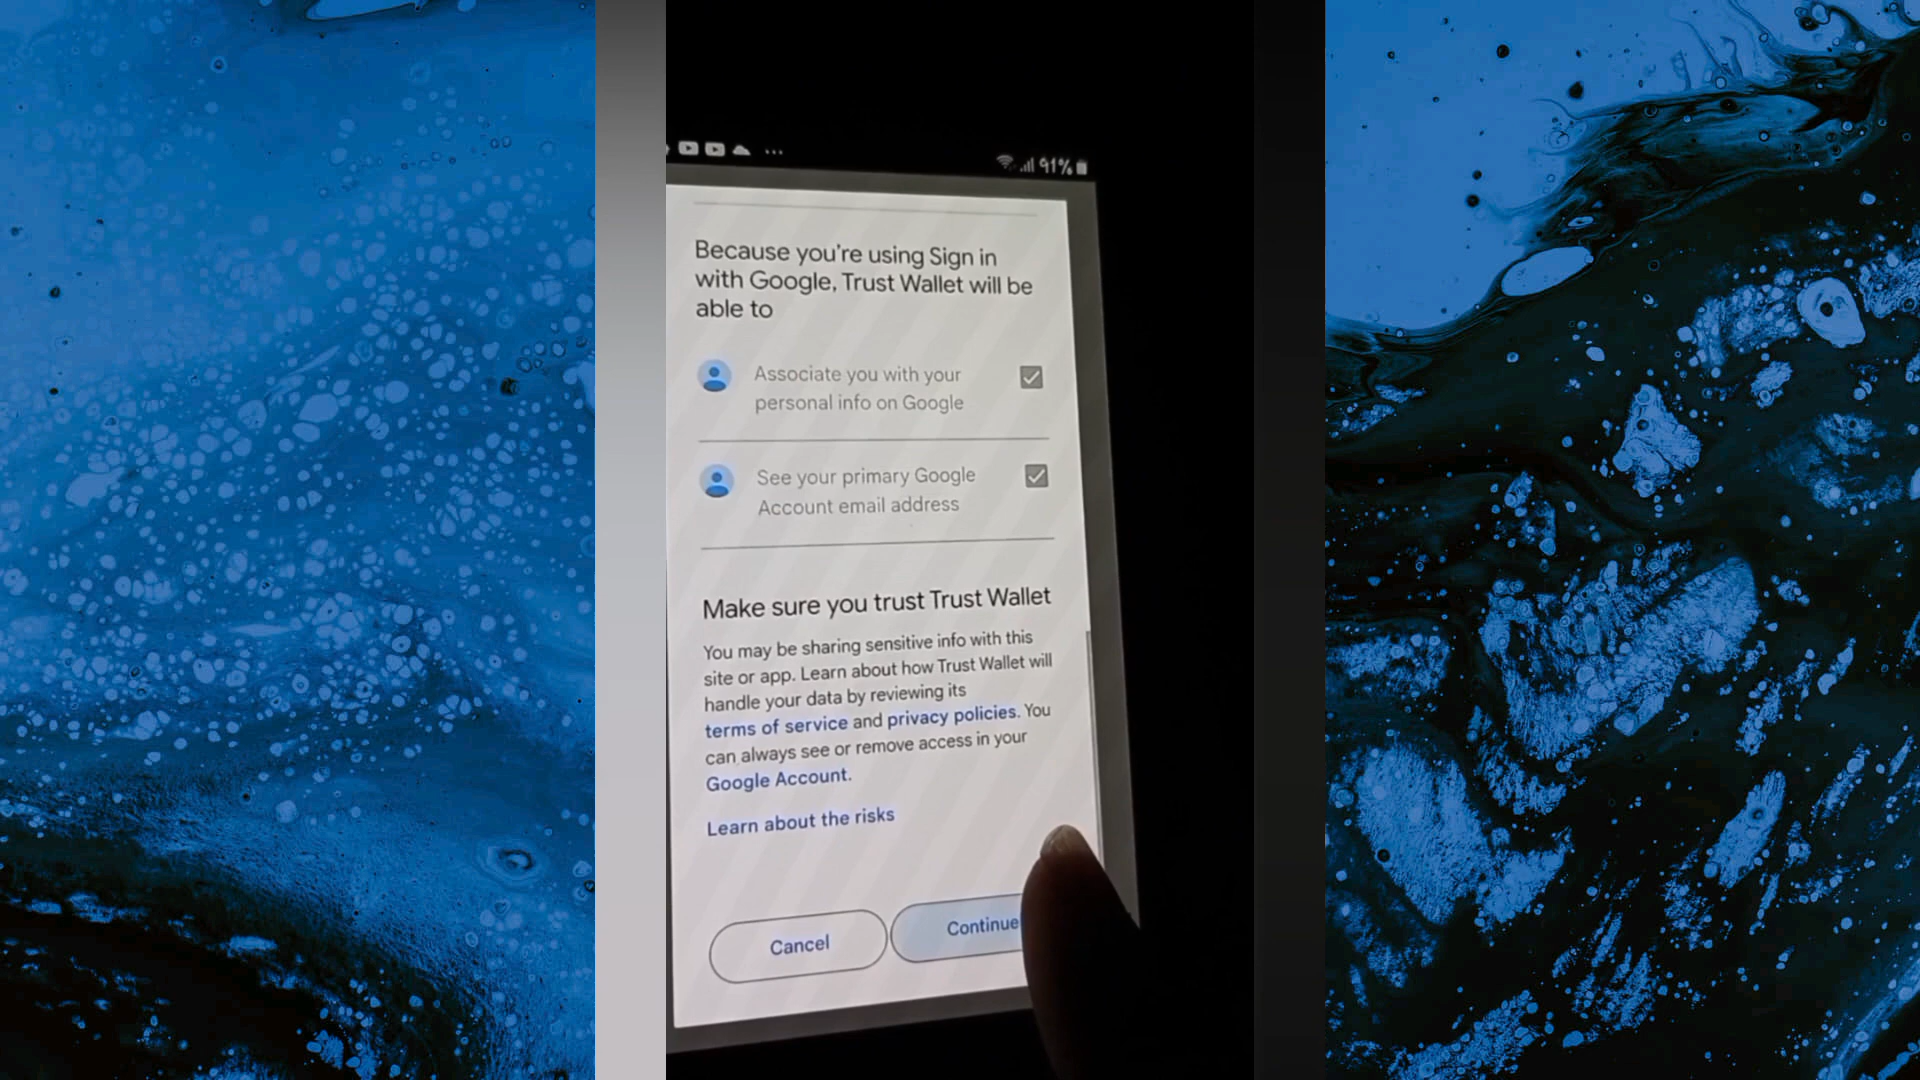 91%
Because you're using Sign in
with Google, Trust Wallet will be
able to
Associate you with your
personal info on Google
See your primary Google
Account email address
Make sure you trust Trust Wallet
You may be sharing sensitive info with this
site or app. Learn about how Trust Wallet will
handle your data by reviewing its
terms of service and privacy policies. You
can always see or remove access in your
Google Account.
Learn about the risks
Cancel
Continue